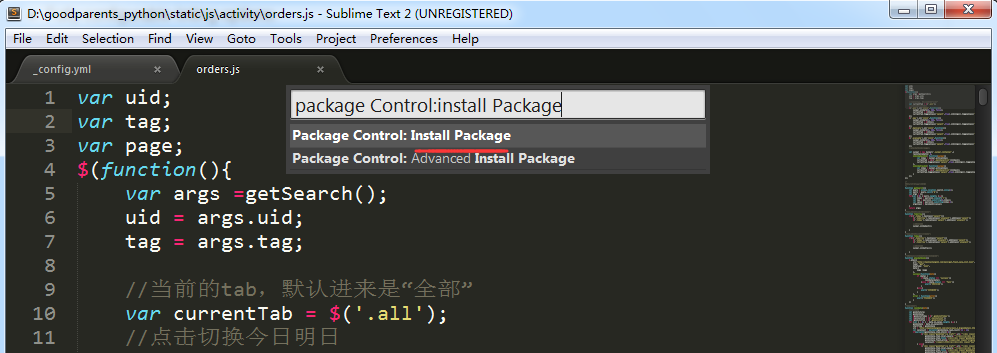 D:\goodparents_python\static\js\activity\orders.js - Sublime Text 2 (UNREGISTERED)
File Edit Selection Find View Goto Tools Project Preferences Help
_config.yml × orders.js ×
package Control:install Package
Package Control: Install Package
Package Control: Advanced Install Package
1 var uid;
2 var tag;
3 var page;
4 $(function(){
5 var args =getSearch();
6 uid = args.uid;
7 tag = args.tag;
8
9 //当前的tab，默认进来是“全部”
10 var currentTab = $('.all');
11 //点击切换今日明日